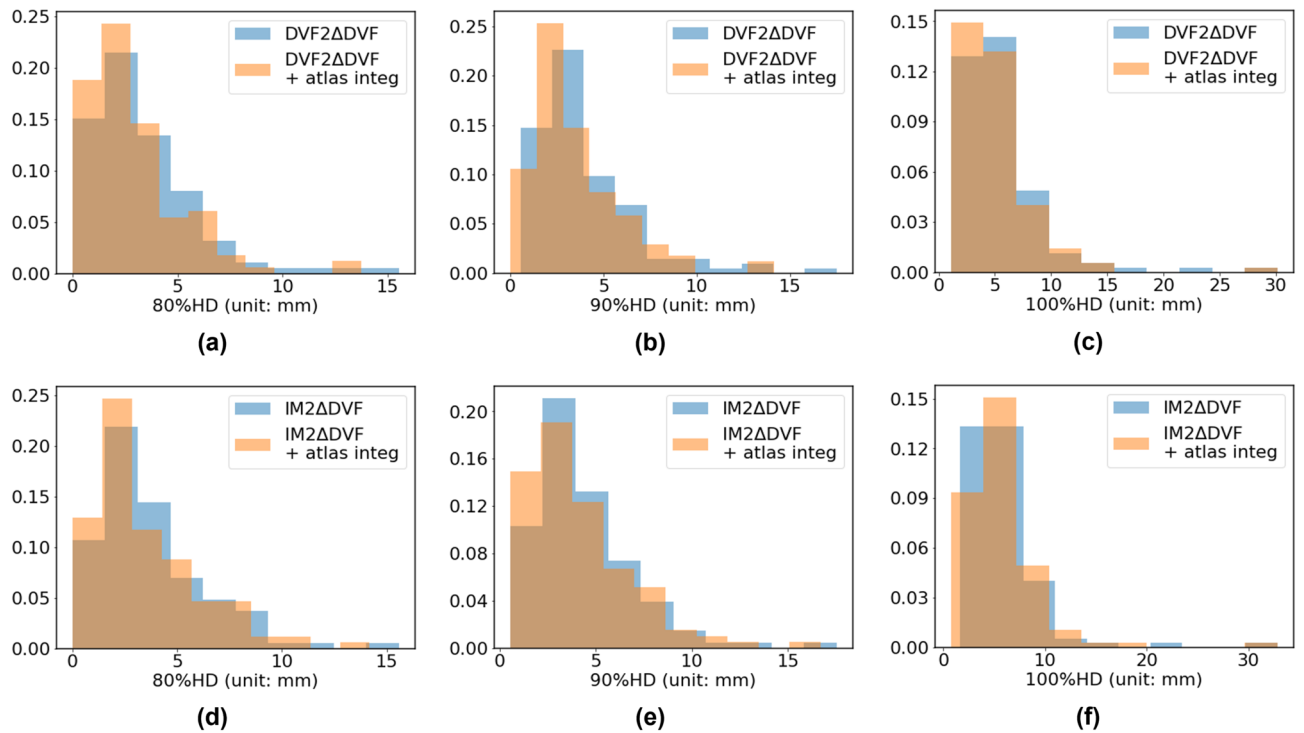 0.25
0.20
0.15
0.10
0.05
0.00
0
5
10
15
80%HD (unit: mm)
DVF2ΔDVF
DVF2ΔDVF
+ atlas integ
(a)
0.25
0.20
0.15
0.10
0.05
0.00
0
5
10
15
90%HD (unit: mm)
DVF2ΔDVF
DVF2ΔDVF
+ atlas integ
(b)
0.15
0.12
0.09
0.06
0.03
0.00
0
5
10
15
20
25
30
100%HD (unit: mm)
DVF2ΔDVF
DVF2ΔDVF
+ atlas integ
(c)
0.25
0.20
0.15
0.10
0.05
0.00
0
5
10
15
80%HD (unit: mm)
IM2ΔDVF
IM2ΔDVF
+ atlas integ
(d)
0.20
0.16
0.12
0.08
0.04
0.00
0
5
10
15
90%HD (unit: mm)
IM2ΔDVF
IM2ΔDVF
+ atlas integ
(e)
0.15
0.12
0.09
0.06
0.03
0.00
0
10
20
30
100%HD (unit: mm)
IM2ΔDVF
IM2ΔDVF
+ atlas integ
(f)